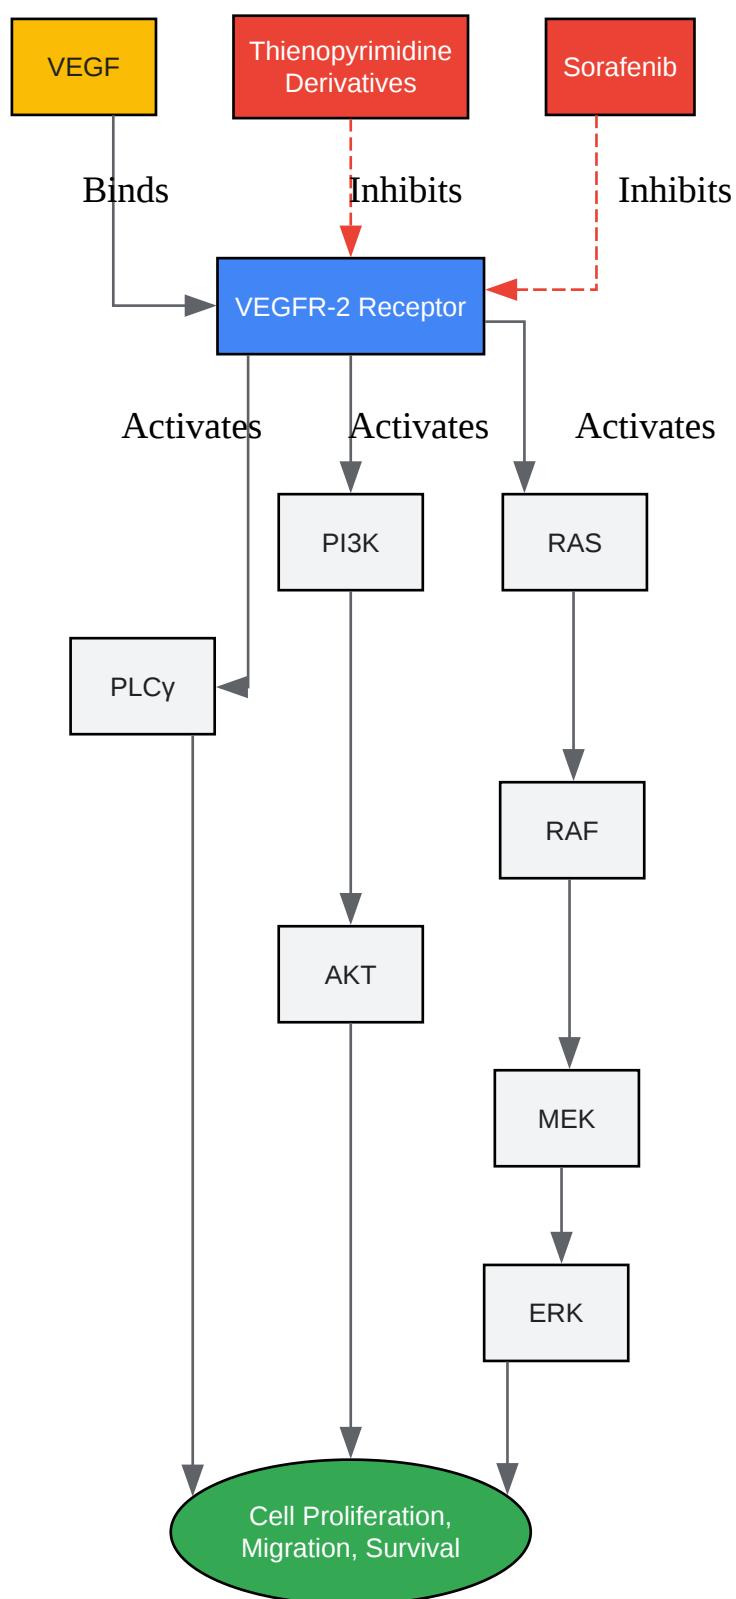 VEGF
Thienopyrimidine
Derivatives
Sorafenib
Binds
Inhibits
Inhibits
VEGFR-2 Receptor
Activates
Activates
Activates
PI3K
RAS
PLCγ
RAF
AKT
MEK
ERK
Cell Proliferation,
Migration, Survival